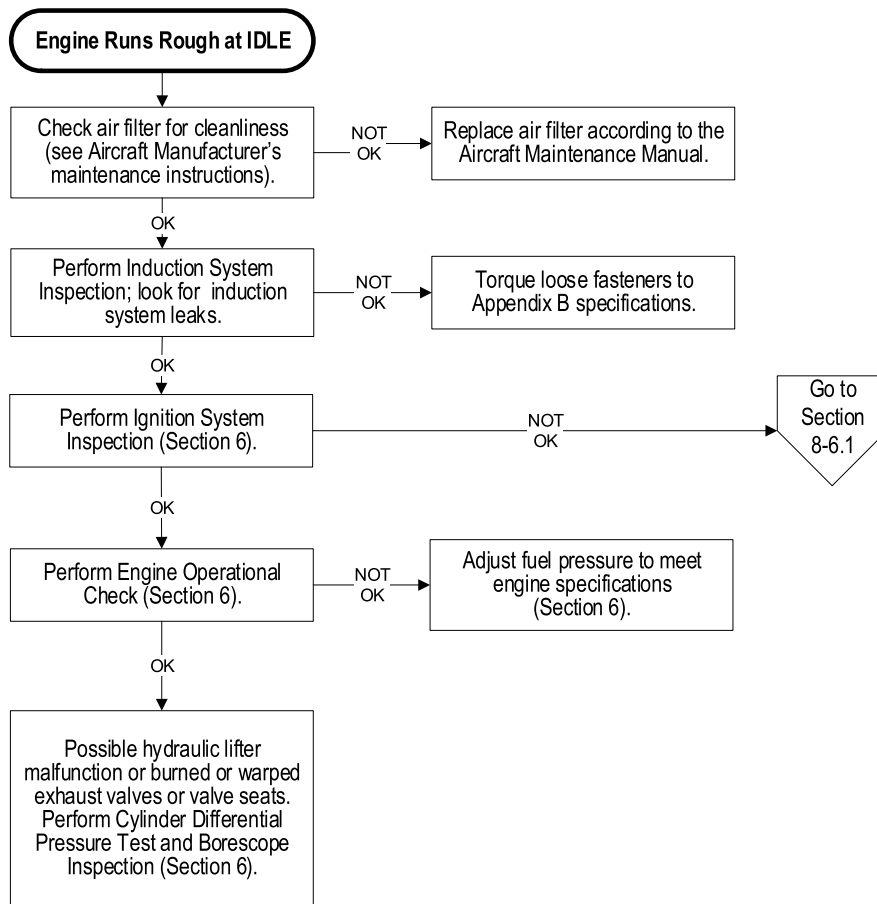 Engine Runs Rough at IDLE
Check air filter for cleanliness
(see Aircraft Manufacturer's
maintenance instructions).
NOT
OK
Replace air filter according to the
Aircraft Maintenance Manual.
OK
Perform Induction System
Inspection; look for induction
system leaks.
NOT
OK
Torque loose fasteners to
Appendix B specifications.
OK
Perform Ignition System
Inspection (Section 6).
NOT
OK
Go to
Section
8-6.1
OK
Perform Engine Operational
Check (Section 6).
NOT
OK
Adjust fuel pressure to meet
engine specifications
(Section 6).
OK
Possible hydraulic lifter
malfunction or burned or warped
exhaust valves or valve seats.
Perform Cylinder Differential
Pressure Test and Borescope
Inspection (Section 6).